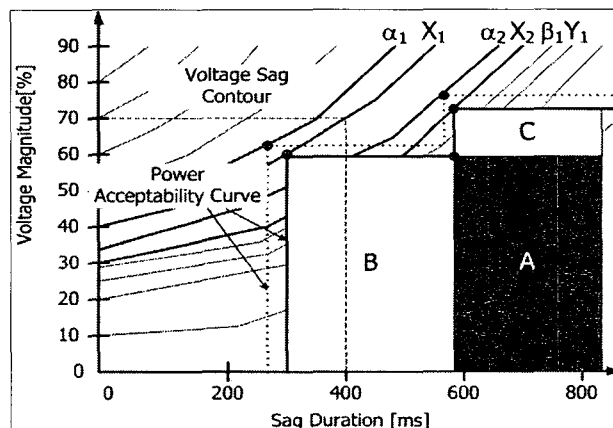 α₁ X₁ α₂ X₂ β₁ Y₁
Voltage Sag
Contour
Power
Acceptability Curve
C
B
A
Voltage Magnitude[%]
90
80
70
60
50
40
30
20
10
0
0
200
400
600
800
Sag Duration [ms]